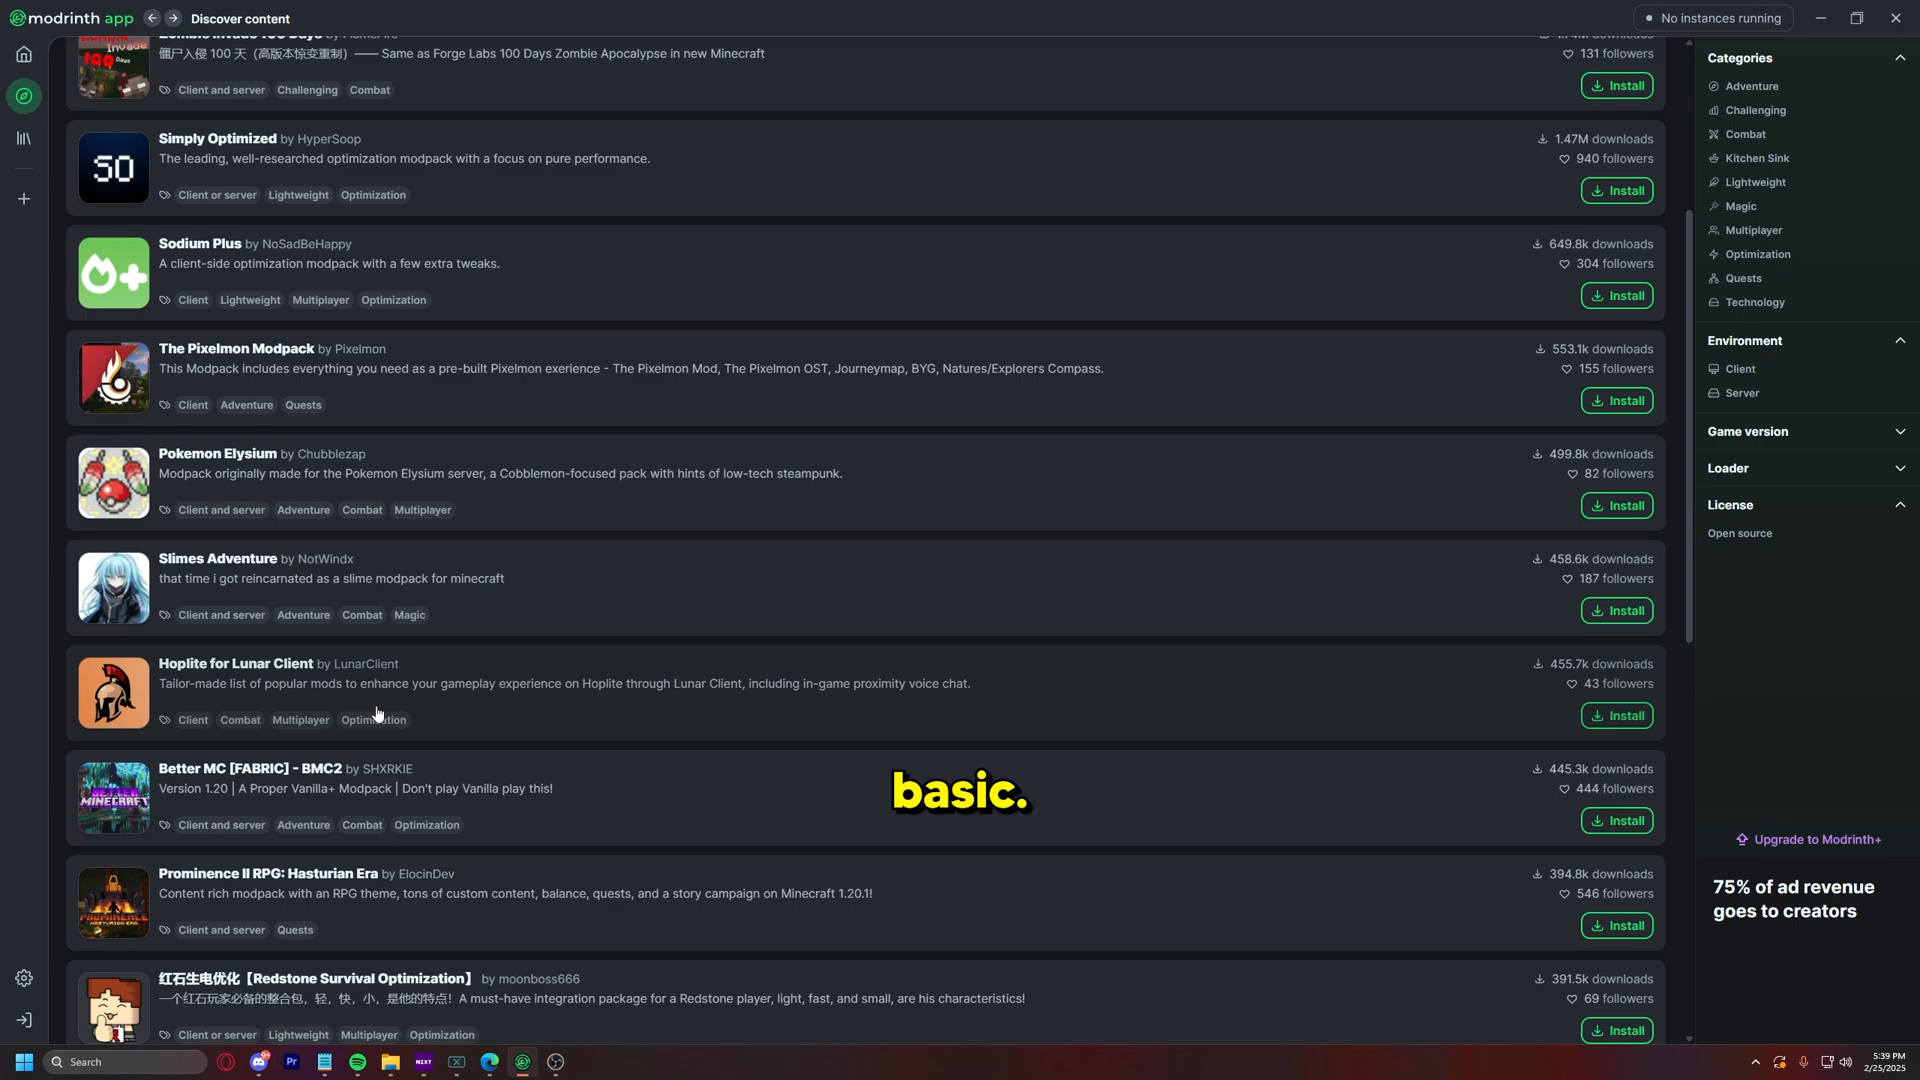 modrinth app
Discover content
No instances running
131 followers
僵尸入侵 100 天（高版本惊变重制）—— Same as Forge Labs 100 Days Zombie Apocalypse in new Minecraft
Client and server Challenging Combat
Install
Simply Optimized by HyperSoop
1.47M downloads
The leading, well-researched optimization modpack with a focus on pure performance.
940 followers
SO
Client or server Lightweight Optimization
Install
Sodium Plus by NoSadBeHappy
649.8k downloads
A client-side optimization modpack with a few extra tweaks.
304 followers
Client Lightweight Multiplayer Optimization
Install
The Pixelmon Modpack by Pixelmon
553.1k downloads
This Modpack includes everything you need as a pre-built Pixelmon exerience - The Pixelmon Mod, The Pixelmon OST, Journeymap, BYG, Natures/Explorers Compass.
155 followers
Client Adventure Quests
Install
Pokemon Elysium by Chubblezap
499.8k downloads
Modpack originally made for the Pokemon Elysium server, a Cobblemon-focused pack with hints of low-tech steampunk.
82 followers
Client and server Adventure Combat Multiplayer
Install
Slimes Adventure by NotWindx
458.6k downloads
that time i got reincarnated as a slime modpack for minecraft
187 followers
Client and server Adventure Combat Magic
Install
Hoplite for Lunar Client by LunarClient
455.7k downloads
Tailor-made list of popular mods to enhance your gameplay experience on Hoplite through Lunar Client, including in-game proximity voice chat.
43 followers
Client Combat Multiplayer Optimization
Install
Better MC [FABRIC] - BMC2 by SHXRKIE
445.3k downloads
Version 1.20 | A Proper Vanilla+ Modpack | Don't play Vanilla play this!
444 followers
BETTER
MINECRAFT
Client and server Adventure Combat Optimization
Install
basic.
Prominence II RPG: Hasturian Era by ElocinDev
394.8k downloads
Content rich modpack with an RPG theme, tons of custom content, balance, quests, and a story campaign on Minecraft 1.20.1!
546 followers
PROMINENCE
HASTURIAN ERA
Client and server Quests
Install
红石生电优化【Redstone Survival Optimization】 by moonboss666
391.5k downloads
一个红石玩家必备的整合包，轻，快，小，是他的特点！A must-have integration package for a Redstone player, light, fast, and small, are his characteristics!
69 followers
Client or server Lightweight Multiplayer Optimization
Install
Categories
Adventure
Challenging
Combat
Kitchen Sink
Lightweight
Magic
Multiplayer
Optimization
Quests
Technology
Environment
Client
Server
Game version
Loader
License
Open source
Upgrade to Modrinth+
75% of ad revenue
goes to creators
Search
Pr
NIXT
5:39 PM
2/25/2025